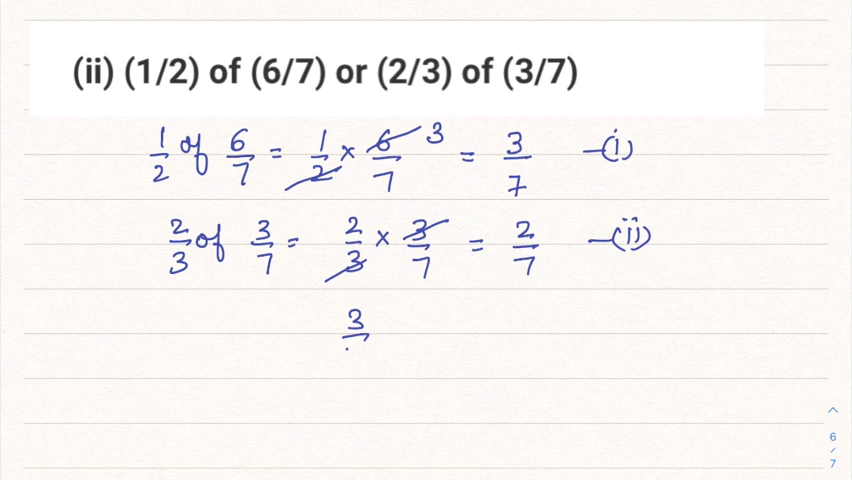 (ii) (1/2) of (6/7) or (2/3) of (3/7)
1/2 of 6/7 = 1/2 × 6/7 3 = 3/7 —(i)
2/3 of 3/7 = 2/3 × 3/7 = 2/7 —(ii)
3/
6/7